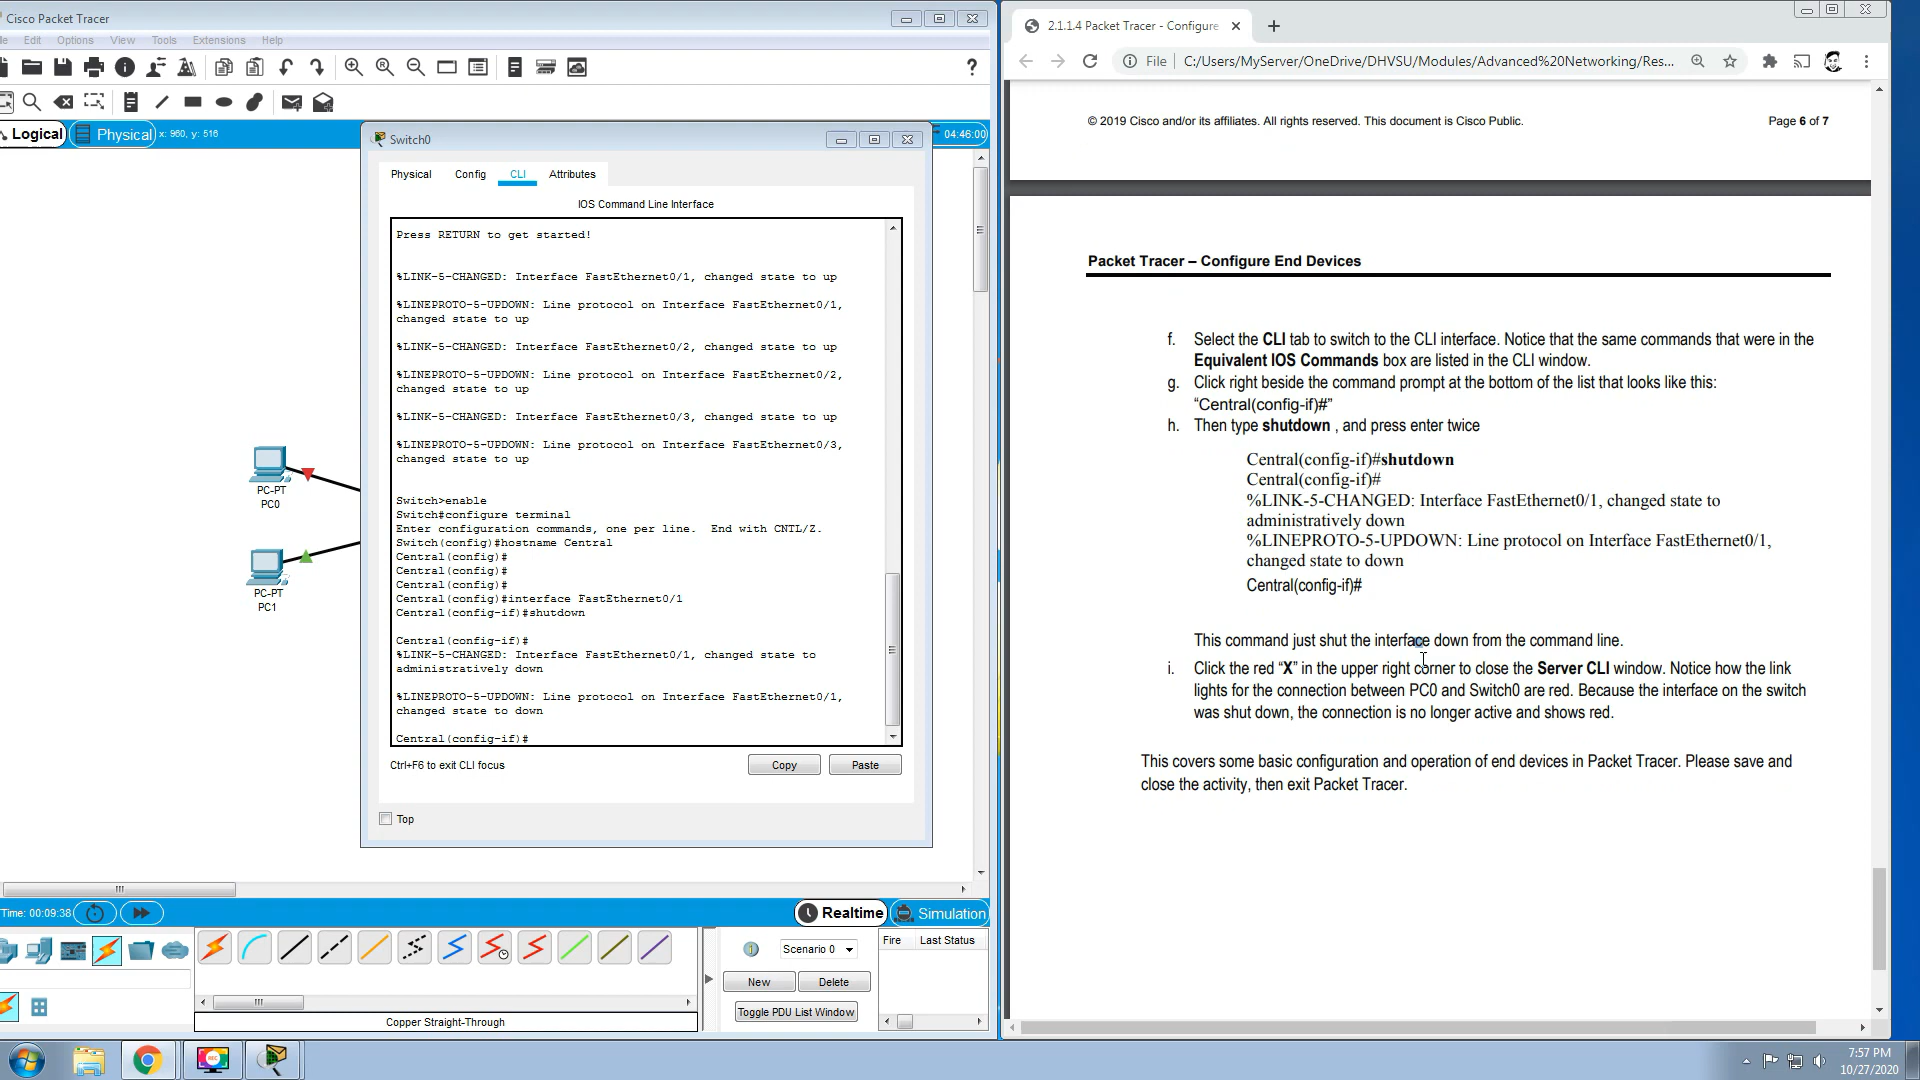 Cisco Packet Tracer
Edit Options View Tools Extensions Help
Logical Physical x: 960, y: 516
04:46:00
PC-PT
PC0
PC-PT
PC1
Switch0
Physical Config CLI Attributes
IOS Command Line Interface
Press RETURN to get started!
%LINK-5-CHANGED: Interface FastEthernet0/1, changed state to up
%LINEPROTO-5-UPDOWN: Line protocol on Interface FastEthernet0/1,
changed state to up
%LINK-5-CHANGED: Interface FastEthernet0/2, changed state to up
%LINEPROTO-5-UPDOWN: Line protocol on Interface FastEthernet0/2,
changed state to up
%LINK-5-CHANGED: Interface FastEthernet0/3, changed state to up
%LINEPROTO-5-UPDOWN: Line protocol on Interface FastEthernet0/3,
changed state to up
Switch>enable
Switch#configure terminal
Enter configuration commands, one per line.  End with CNTL/Z.
Switch(config)#hostname Central
Central(config)#
Central(config)#
Central(config)#
Central(config)#interface FastEthernet0/1
Central(config-if)#shutdown
Central(config-if)#
%LINK-5-CHANGED: Interface FastEthernet0/1, changed state to
administratively down
%LINEPROTO-5-UPDOWN: Line protocol on Interface FastEthernet0/1,
changed state to down
Central(config-if)#
Ctrl+F6 to exit CLI focus
Copy Paste
Top
Time: 00:09:38
Realtime Simulation
Scenario 0
Fire Last Status
New Delete
Toggle PDU List Window
Copper Straight-Through
2.1.1.4 Packet Tracer - Configure
File C:/Users/MyServer/OneDrive/DHVSU/Modules/Advanced%20Networking/Res...
© 2019 Cisco and/or its affiliates. All rights reserved. This document is Cisco Public. Page 6 of 7
Packet Tracer – Configure End Devices
f. Select the CLI tab to switch to the CLI interface. Notice that the same commands that were in the
Equivalent IOS Commands box are listed in the CLI window.
g. Click right beside the command prompt at the bottom of the list that looks like this:
“Central(config-if)#”
h. Then type shutdown , and press enter twice
Central(config-if)#shutdown
Central(config-if)#
%LINK-5-CHANGED: Interface FastEthernet0/1, changed state to
administratively down
%LINEPROTO-5-UPDOWN: Line protocol on Interface FastEthernet0/1,
changed state to down
Central(config-if)#
This command just shut the interface down from the command line.
i. Click the red “X” in the upper right corner to close the Server CLI window. Notice how the link
lights for the connection between PC0 and Switch0 are red. Because the interface on the switch
was shut down, the connection is no longer active and shows red.
This covers some basic configuration and operation of end devices in Packet Tracer. Please save and
close the activity, then exit Packet Tracer.
7:57 PM
10/27/2020